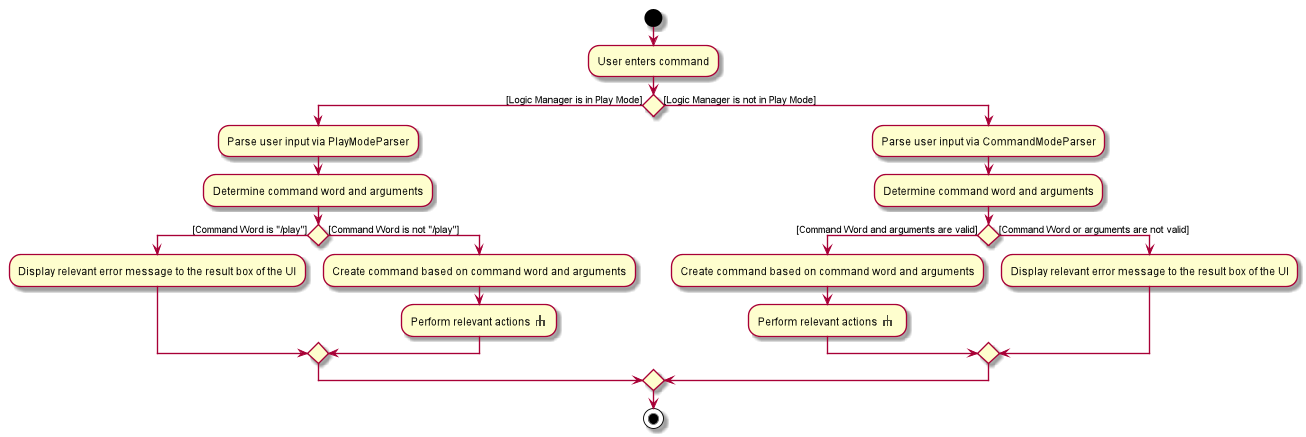 User enters command
[Logic Manager is in Play Mode]
[Logic Manager is not in Play Mode]
Parse user input via PlayModeParser
Parse user input via CommandModeParser
Determine command word and arguments
Determine command word and arguments
[Command Word is "/play"]
[Command Word is not "/play"]
[Command Word and arguments are valid]
[Command Word or arguments are not valid]
Display relevant error message to the result box of the UI
Create command based on command word and arguments
Create command based on command word and arguments
Display relevant error message to the result box of the UI
Perform relevant actions
Perform relevant actions